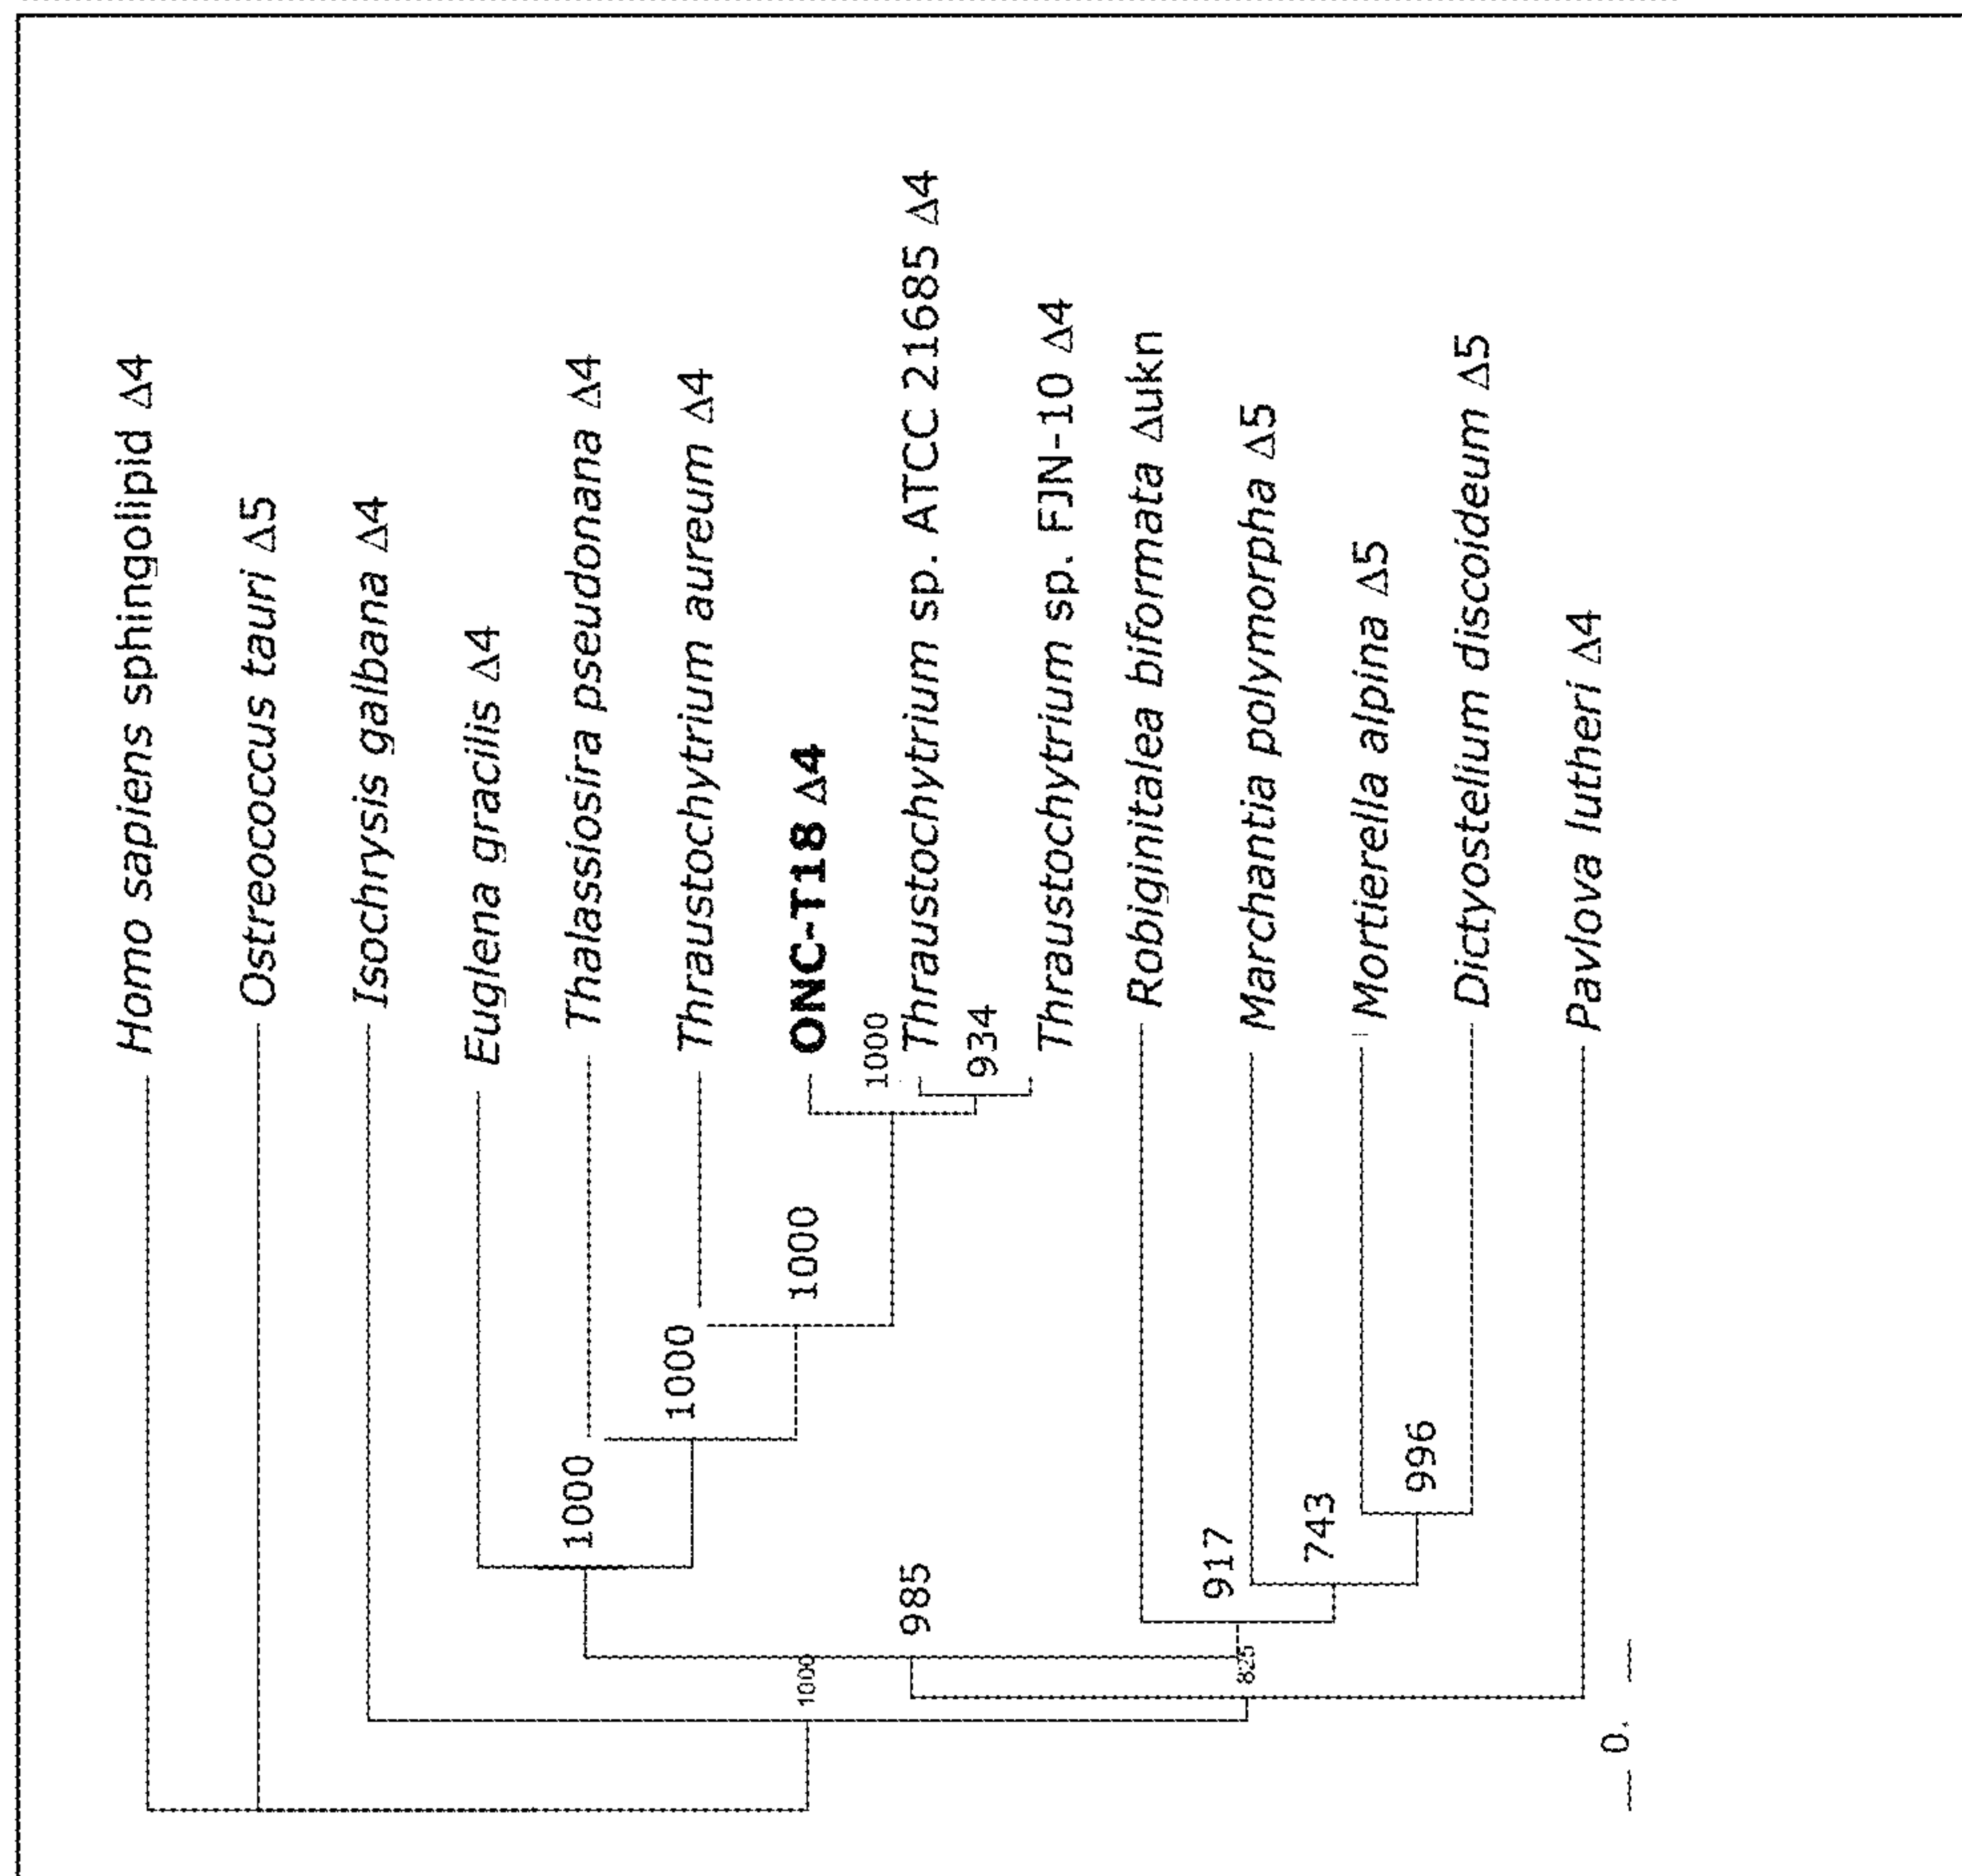 Homo sapiens sphingolipid Δ4
Ostreococcus tauri Δ5
Isochrysis galbana Δ4
Euglena gracilis Δ4
Thalassiosira pseudonana Δ4
Thraustochytrium aureum Δ4
ONC-T18 Δ4
Thraustochytrium sp. ATCC 21685 Δ4
Thraustochytrium sp. FJN-10 Δ4
Robiginitalea biformata Δukn
Marchantia polymorpha Δ5
Mortierella alpina Δ5
Dictyostelium discoideum Δ5
Pavlova lutheri Δ4
1000
1000
1000
1000
934
985
1000
917
825
743
996
0.